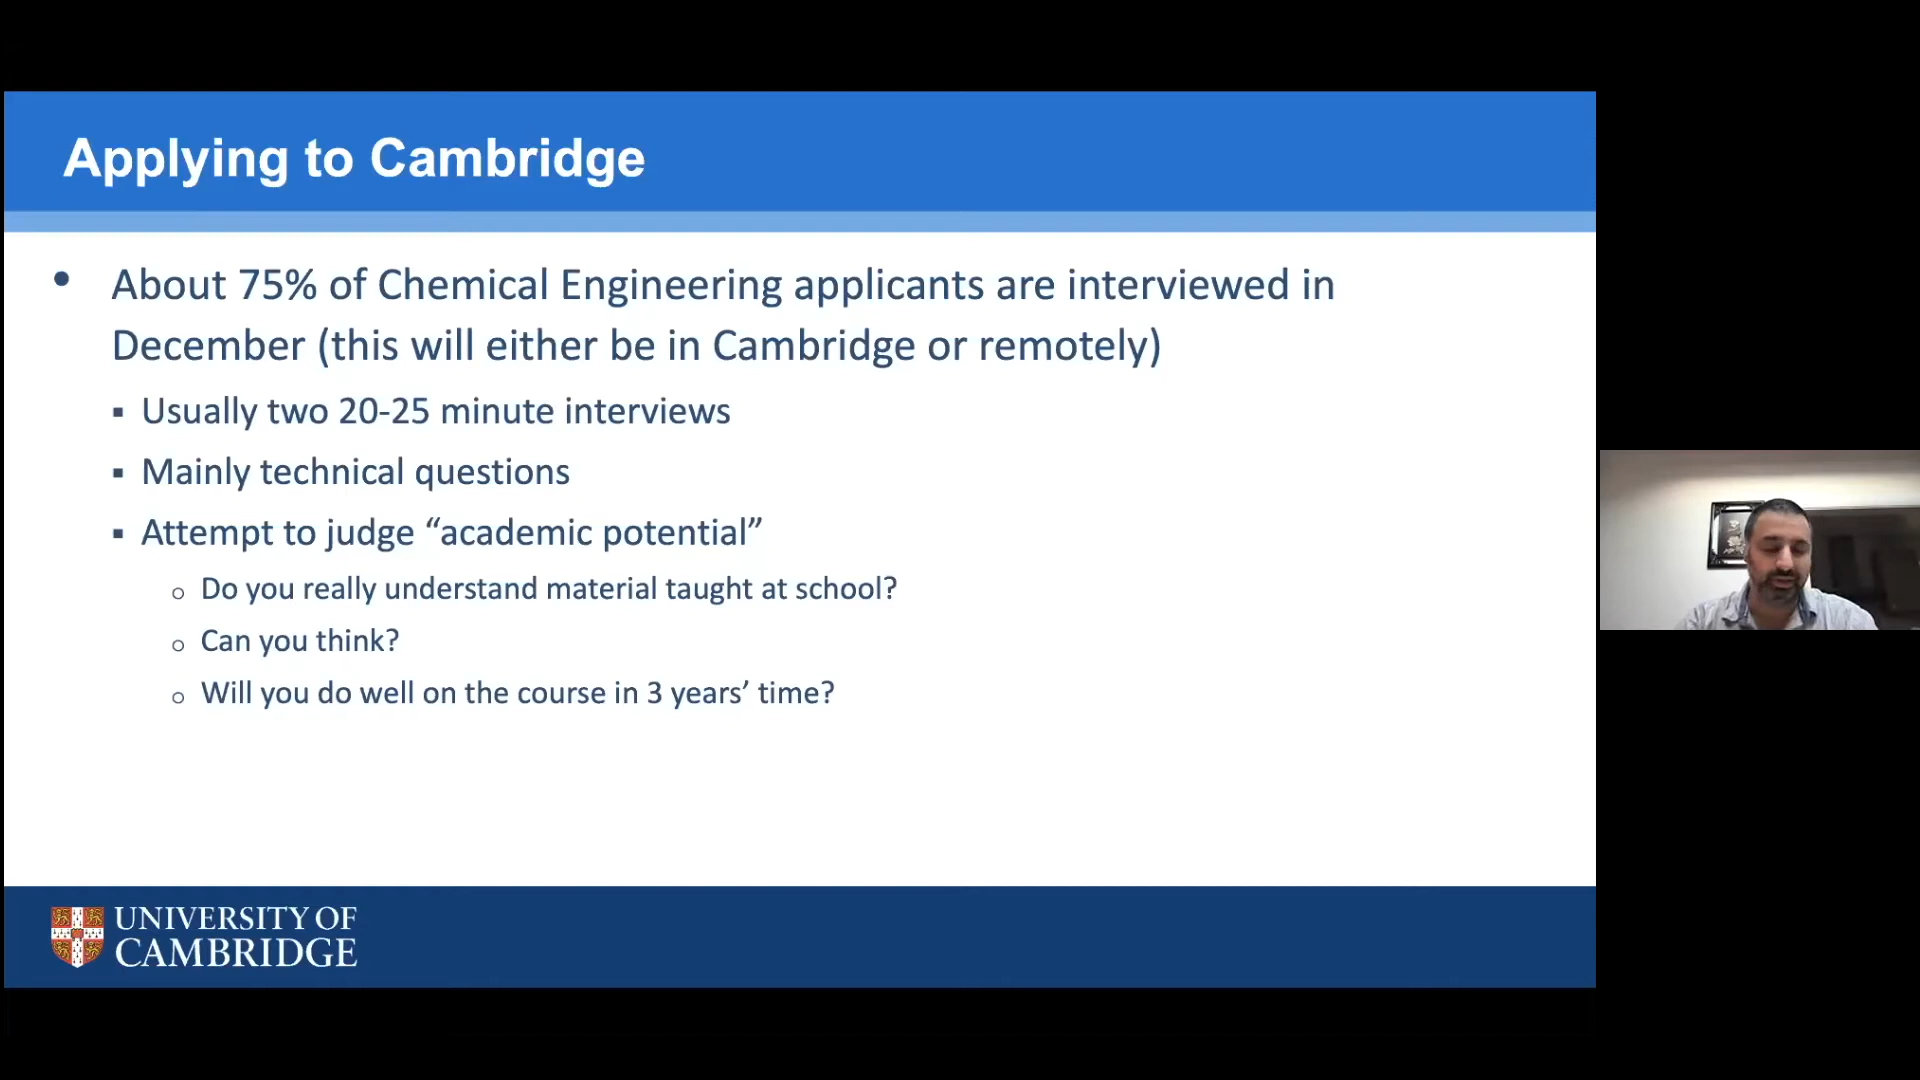 Applying to Cambridge
• About 75% of Chemical Engineering applicants are interviewed in
December (this will either be in Cambridge or remotely)
▪ Usually two 20-25 minute interviews
▪ Mainly technical questions
▪ Attempt to judge “academic potential”
o Do you really understand material taught at school?
o Can you think?
o Will you do well on the course in 3 years’ time?
UNIVERSITY OF
CAMBRIDGE